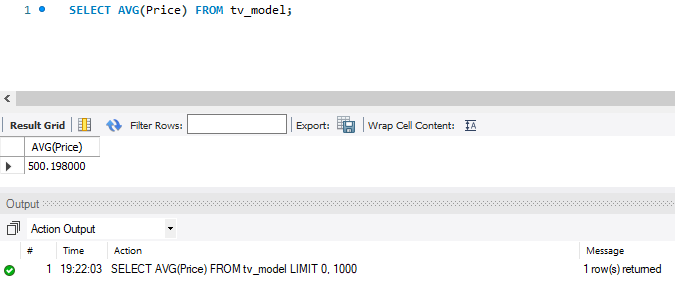 1 SELECT AVG(Price) FROM tv_model;
Result Grid Filter Rows: Export: Wrap Cell Content: IA
AVG(Price)
500.198000
Output
Action Output
# Time Action Message
1 19:22:03 SELECT AVG(Price) FROM tv_model LIMIT 0, 1000 1 row(s) returned